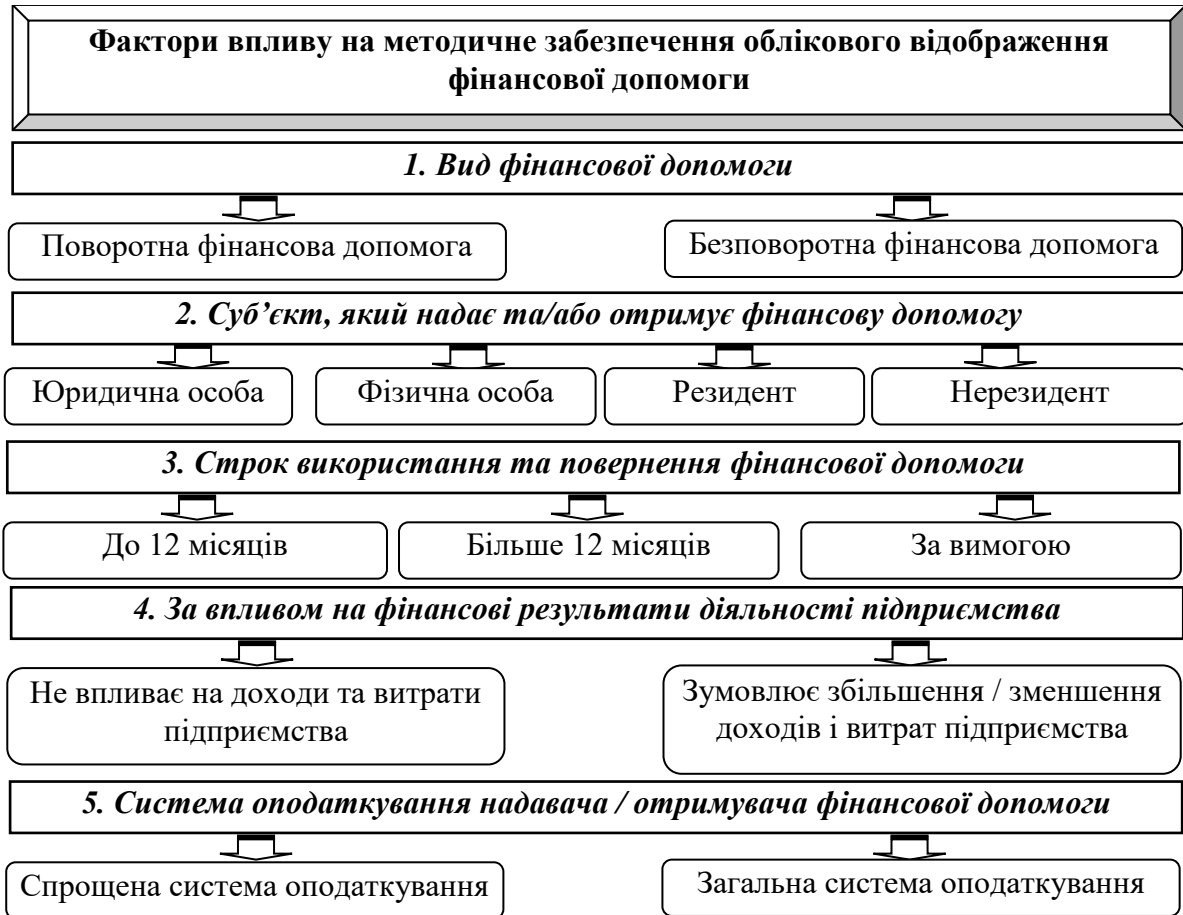 Фактори впливу на методичне забезпечення облікового відображення
фінансової допомоги
1. Вид фінансової допомоги
Поворотна фінансова допомога
Безповоротна фінансова допомога
2. Суб’єкт, який надає та/або отримує фінансову допомогу
Юридична особа
Фізична особа
Резидент
Нерезидент
3. Строк використання та повернення фінансової допомоги
До 12 місяців
Більше 12 місяців
За вимогою
4. За впливом на фінансові результати діяльності підприємства
Не впливає на доходи та витрати
підприємства
Зумовлює збільшення / зменшення
доходів і витрат підприємства
5. Система оподаткування надавача / отримувача фінансової допомоги
Спрощена система оподаткування
Загальна система оподаткування